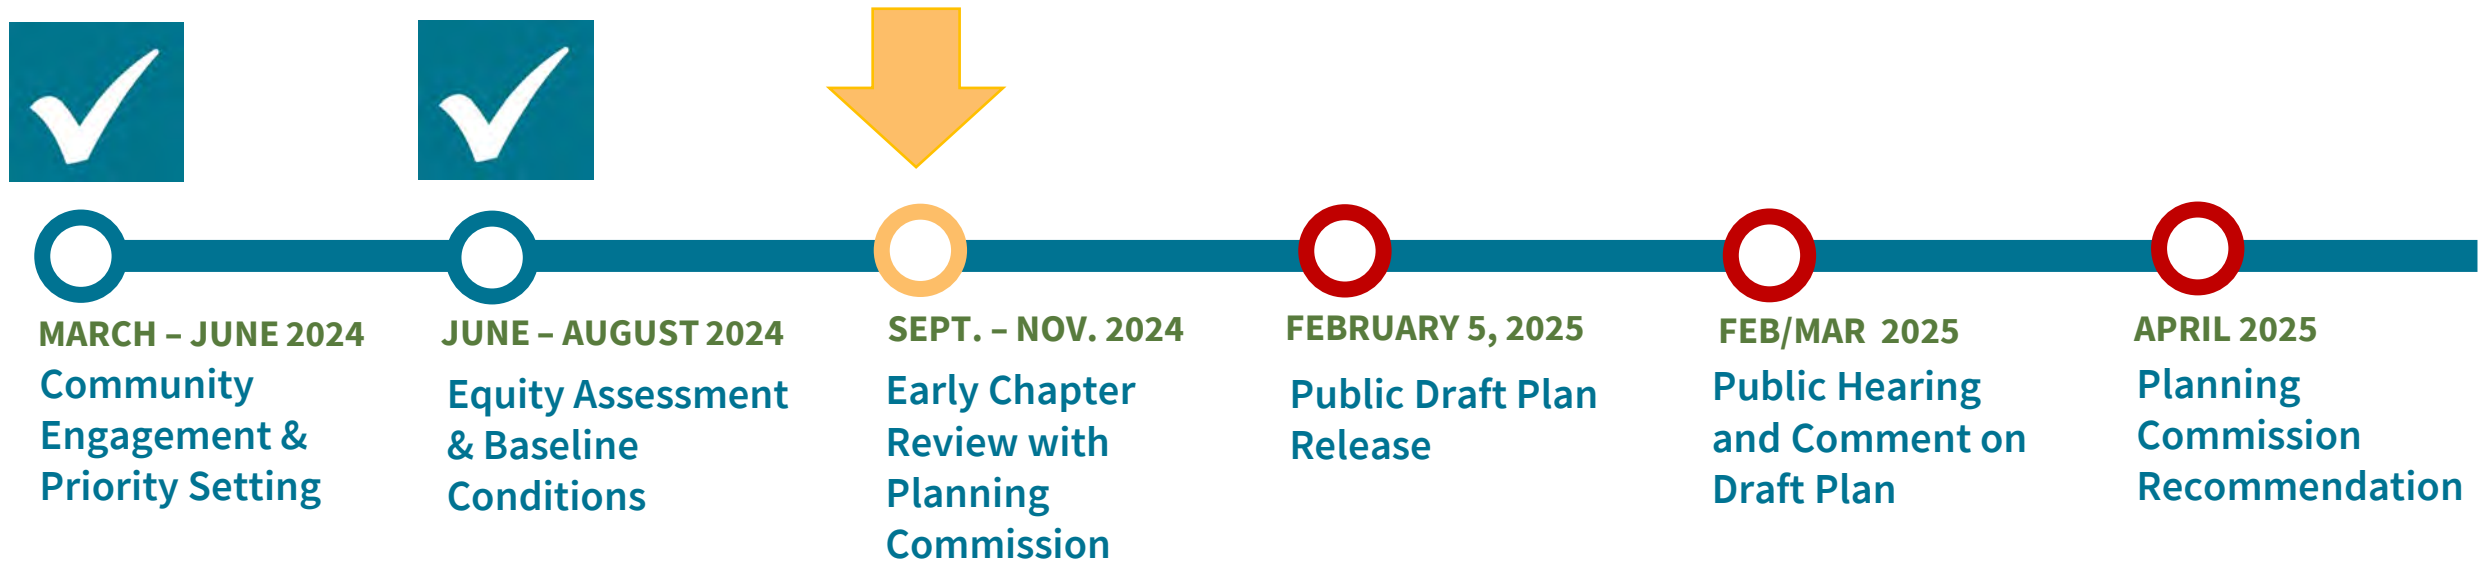 MARCH – JUNE 2024
Community
Engagement &
Priority Setting
JUNE – AUGUST 2024
Equity Assessment
& Baseline
Conditions
SEPT. – NOV. 2024
Early Chapter
Review with
Planning
Commission
FEBRUARY 5, 2025
Public Draft Plan
Release
FEB/MAR 2025
Public Hearing
and Comment on
Draft Plan
APRIL 2025
Planning
Commission
Recommendation